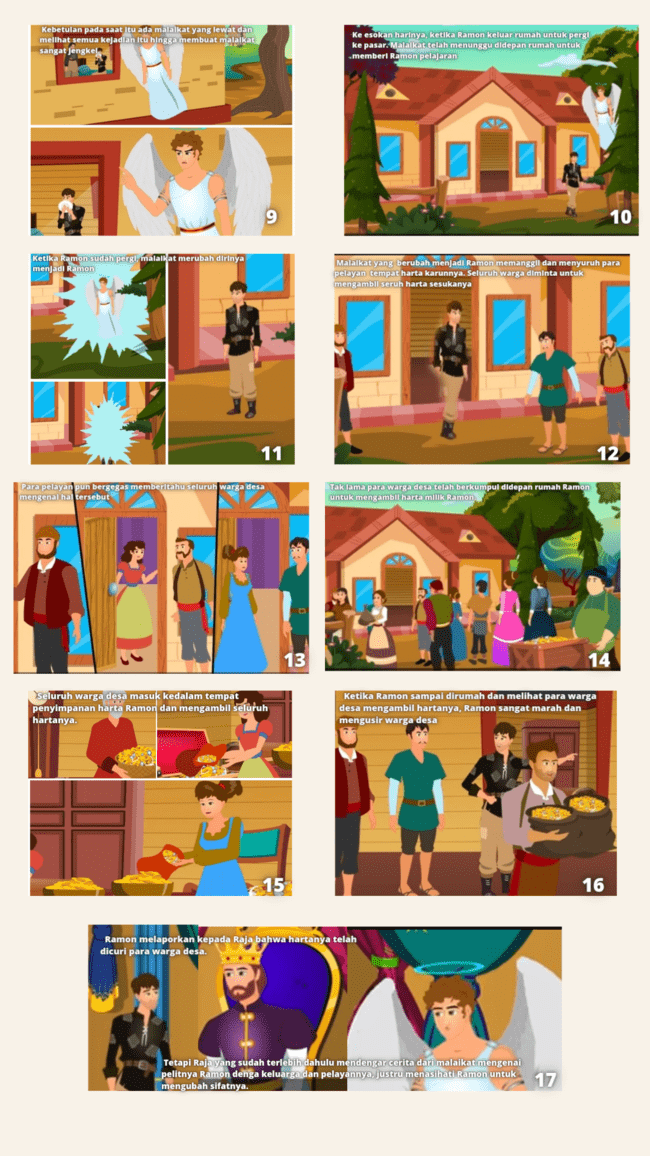 Kebetulan pada saat itu ada malaikat yang lewat dan
melihat semua kejadian itu hingga membuat malaikat
sangat jengkel
9
Ke esokan harinya, ketika Ramon keluar rumah untuk pergi
ke pasar. Malaikat telah menunggu didepan rumah untuk
memberi Ramon pelajaran
10
Ketika Ramon sudah pergi, malaikat merubah dirinya
menjadi Ramon
11
Malaikat yang berubah menjadi Ramon memanggil dan menyuruh para
pelayan tempat harta karunnya. Seluruh warga diminta untuk
mengambil seruh harta sesukanya
12
Para pelayan pun bergegas memberitahu seluruh warga desa
mengenai hal tersebut
13
Tak lama para warga desa telah berkumpul didepan rumah Ramon
untuk mengambil harta milik Ramon
14
Seluruh warga desa masuk kedalam tempat
penyimpanan harta Ramon dan mengambil seluruh
hartanya.
15
Ketika Ramon sampai dirumah dan melihat para warga
desa mengambil hartanya, Ramon sangat marah dan
mengusir warga desa
16
Ramon melaporkan kepada Raja bahwa hartanya telah
dicuri para warga desa.
Tetapi Raja yang sudah terlebih dahulu mendengar cerita dari malaikat mengenai
pelitnya Ramon denga keluarga dan pelayannya, justru menasihati Ramon untuk
mengubah sifatnya.
17